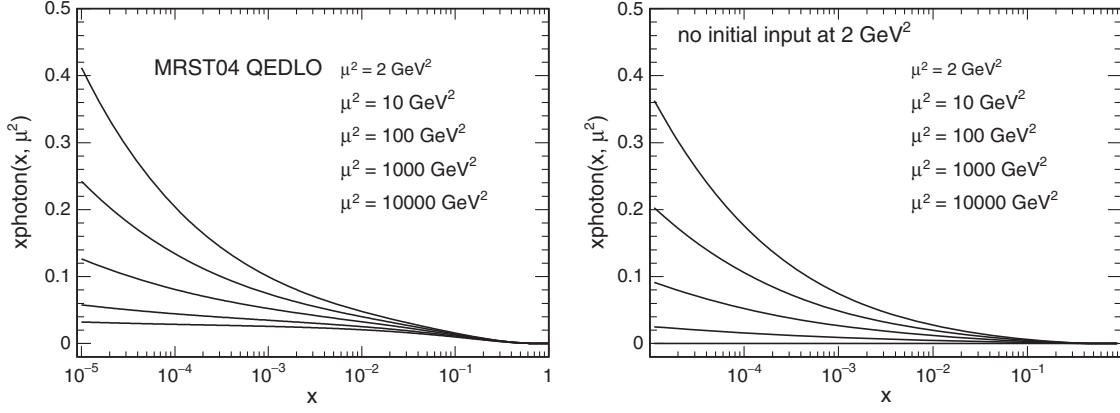 0.5
0.4
0.3
0.2
0.1
0
xphoton(x, μ²)
MRST04 QEDLO
μ² = 2 GeV²
μ² = 10 GeV²
μ² = 100 GeV²
μ² = 1000 GeV²
μ² = 10000 GeV²
10⁻⁵
10⁻⁴
10⁻³
10⁻²
10⁻¹
1
x
0.5
0.4
0.3
0.2
0.1
0
xphoton(x, μ²)
no initial input at 2 GeV²
μ² = 2 GeV²
μ² = 10 GeV²
μ² = 100 GeV²
μ² = 1000 GeV²
μ² = 10000 GeV²
10⁻⁴
10⁻³
10⁻²
10⁻¹
x